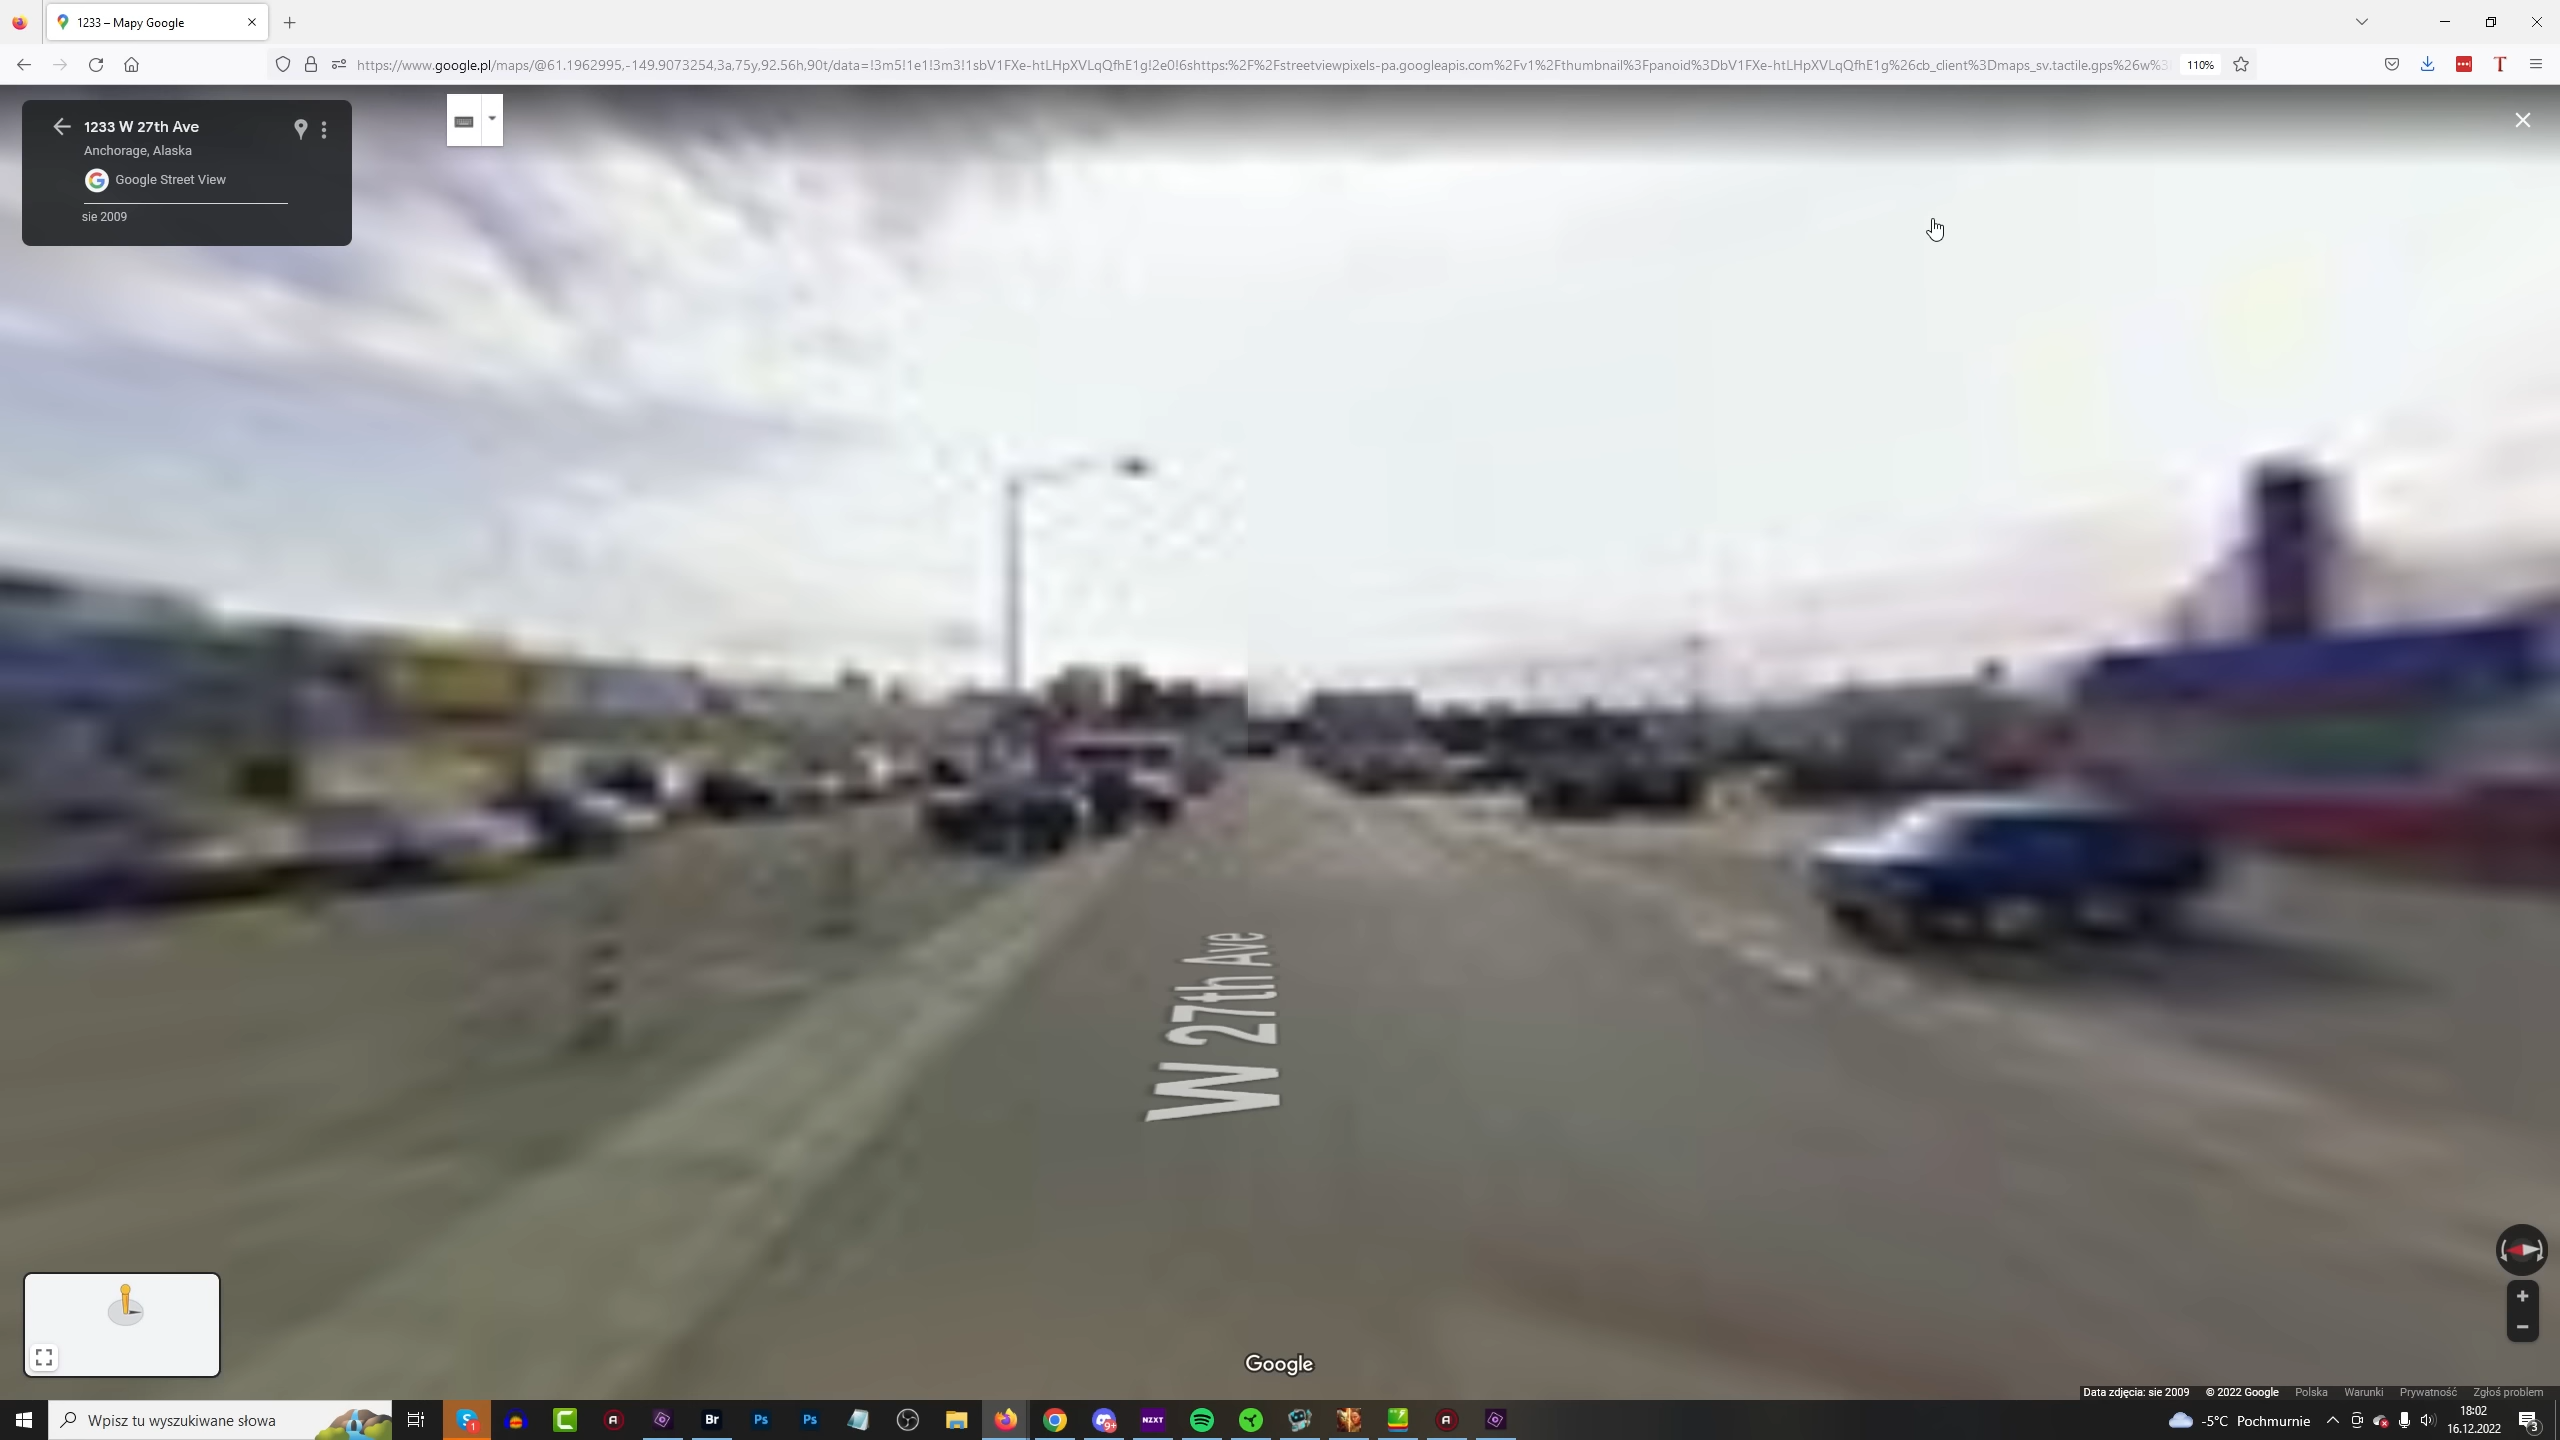 1233 – Mapy Google
https://www.google.pl/maps/@61.1962995,-149.9073254,3a,75y,92.56h,90t/data=!3m5!1e1!3m3!1sbV1FXe-htLHpXVLqQfhE1g!2e0!6shttps:%2F%2Fstreetviewpixels-pa.googleapis.com%2Fv1%2Fthumbnail%3Fpanoid%3DbV1FXe-htLHpXVLqQfhE1g%26cb_client%3Dmaps_sv.tactile.gps%26w%3
110%
1233 W 27th Ave
Anchorage, Alaska
Google Street View
sie 2009
W 27th Ave
Google
Data zdjęcia: sie 2009 © 2022 Google Polska Warunki Prywatność Zgłoś problem
Wpisz tu wyszukiwane słowa
Br
Ps
Ps
9+
NZXT
-5°C Pochmurnie
18:02
16.12.2022
3